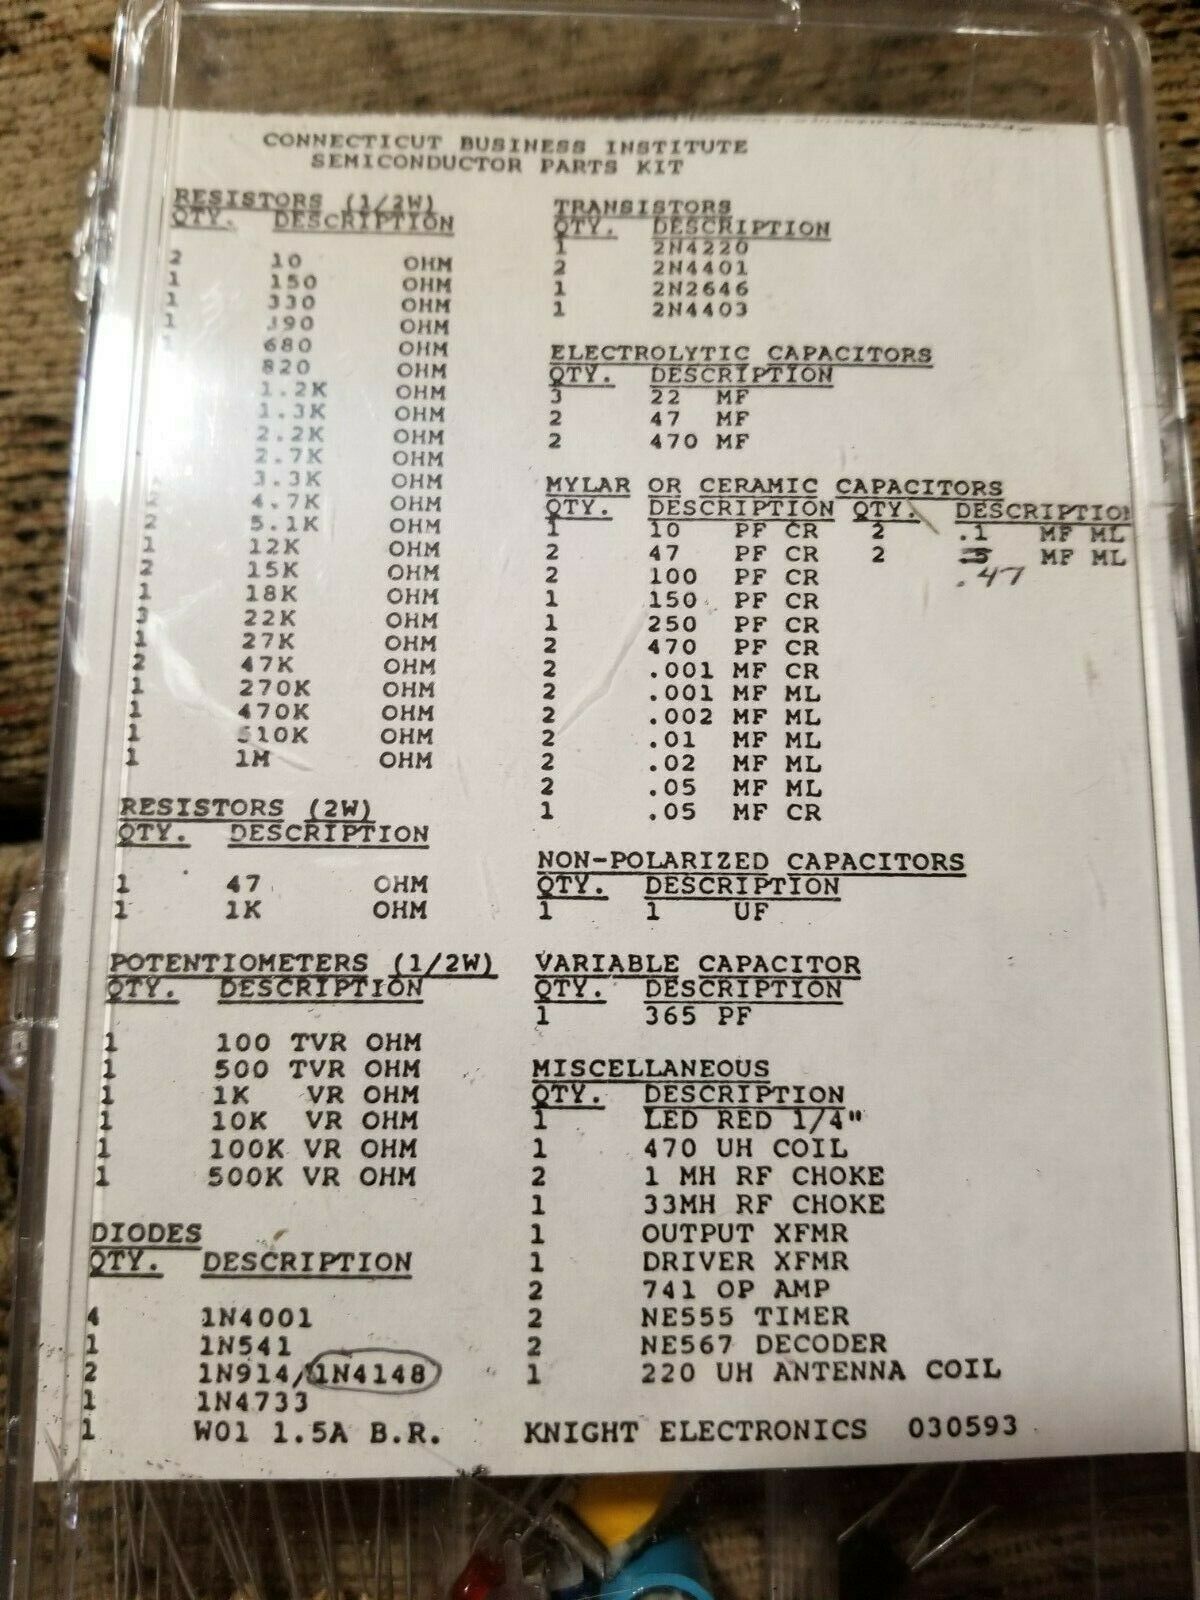 CONNECTICUT BUSINESS INSTITUTE
SEMICONDUCTOR PARTS KIT
RESISTORS (1/2W)
QTY. DESCRIPTION
2 10 OHM
1 150 OHM
1 330 OHM
1 390 OHM
680 OHM
820 OHM
1.2K OHM
1.3K OHM
2.2K OHM
2.7K OHM
3.3K OHM
2 4.7K OHM
2 5.1K OHM
1 12K OHM
2 15K OHM
1 18K OHM
3 22K OHM
1 27K OHM
2 47K OHM
1 270K OHM
1 470K OHM
1 510K OHM
1 1M OHM
RESISTORS (2W)
QTY. DESCRIPTION
1 47 OHM
1 1K OHM
POTENTIOMETERS (1/2W)
QTY. DESCRIPTION
1 100 TVR OHM
1 500 TVR OHM
1 1K VR OHM
1 10K VR OHM
1 100K VR OHM
1 500K VR OHM
DIODES
QTY. DESCRIPTION
4 1N4001
1 1N541
2 1N914/1N4148
1 1N4733
1 W01 1.5A B.R.
TRANSISTORS
QTY. DESCRIPTION
1 2N4220
2 2N4401
1 2N2646
1 2N4403
ELECTROLYTIC CAPACITORS
QTY. DESCRIPTION
3 22 MF
2 47 MF
2 470 MF
MYLAR OR CERAMIC CAPACITORS
QTY. DESCRIPTION QTY. DESCRIPTION
1 10 PF CR 2 .1 MF ML
2 47 PF CR 2 .5 MF ML
2 100 PF CR .47
1 150 PF CR
1 250 PF CR
2 470 PF CR
2 .001 MF CR
2 .001 MF ML
2 .002 MF ML
2 .01 MF ML
2 .02 MF ML
2 .05 MF ML
1 .05 MF CR
NON-POLARIZED CAPACITORS
QTY. DESCRIPTION
1 1 UF
VARIABLE CAPACITOR
QTY. DESCRIPTION
1 365 PF
MISCELLANEOUS
QTY. DESCRIPTION
1 LED RED 1/4"
1 470 UH COIL
2 1 MH RF CHOKE
1 33MH RF CHOKE
1 OUTPUT XFMR
1 DRIVER XFMR
2 741 OP AMP
2 NE555 TIMER
2 NE567 DECODER
1 220 UH ANTENNA COIL
KNIGHT ELECTRONICS 030593